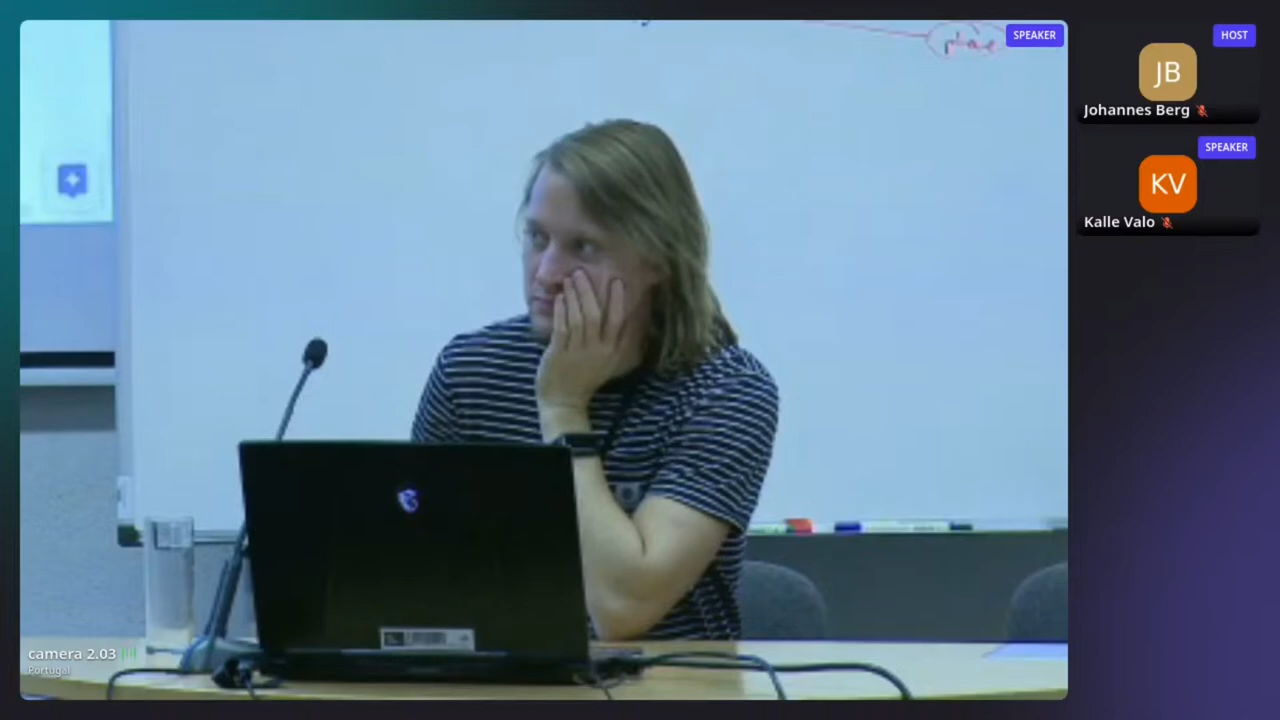 SPEAKER
HOST
JB
Johannes Berg
SPEAKER
KV
Kalle Valo
camera 2.03
Portugal